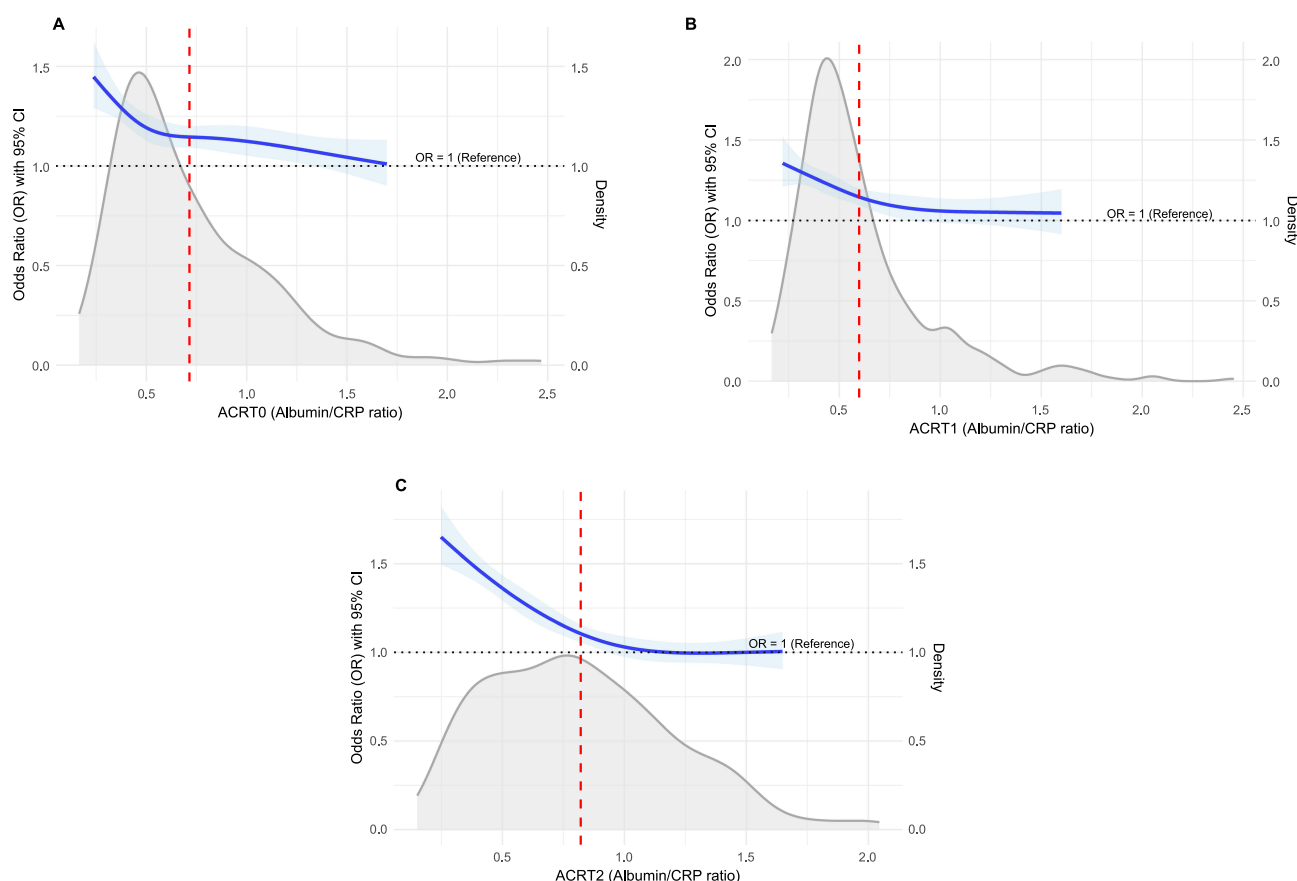 A
1.5
1.0
0.5
0.0
Odds Ratio (OR) with 95% CI
OR = 1 (Reference)
1.5
1.0
0.5
0.0
Density
0.5
1.0
1.5
2.0
2.5
ACRT0 (Albumin/CRP ratio)
B
2.0
1.5
1.0
0.5
0.0
Odds Ratio (OR) with 95% CI
OR = 1 (Reference)
2.0
1.5
1.0
0.5
0.0
Density
0.5
1.0
1.5
2.0
2.5
ACRT1 (Albumin/CRP ratio)
C
1.5
1.0
0.5
0.0
Odds Ratio (OR) with 95% CI
OR = 1 (Reference)
1.5
1.0
0.5
0.0
Density
0.5
1.0
1.5
2.0
ACRT2 (Albumin/CRP ratio)